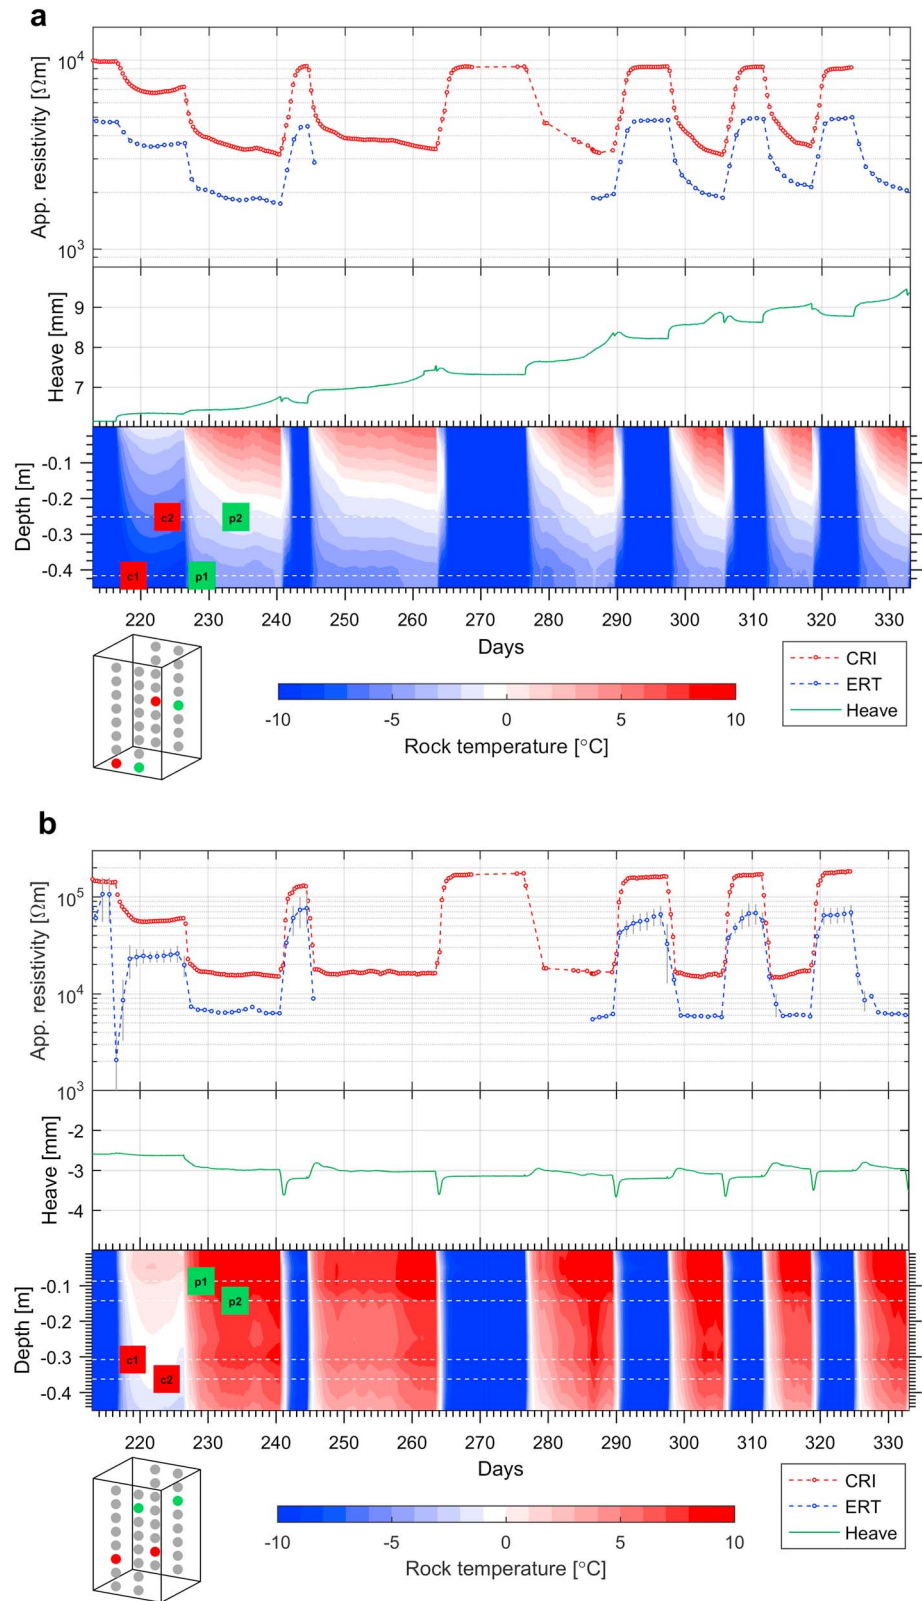 a
App. resistivity [Ωm]
10⁴
10³
Heave [mm]
9
8
7
Depth [m]
-0.1
-0.2
-0.3
-0.4
c2
p2
c1
p1
220 230 240 250 260 270 280 290 300 310 320 330
Days
CRI
ERT
Heave
-10 -5 0 5 10
Rock temperature [°C]
b
App. resistivity [Ωm]
10⁵
10⁴
10³
Heave [mm]
-2
-3
-4
Depth [m]
-0.1
-0.2
-0.3
-0.4
p1
p2
c1
c2
220 230 240 250 260 270 280 290 300 310 320 330
Days
CRI
ERT
Heave
-10 -5 0 5 10
Rock temperature [°C]